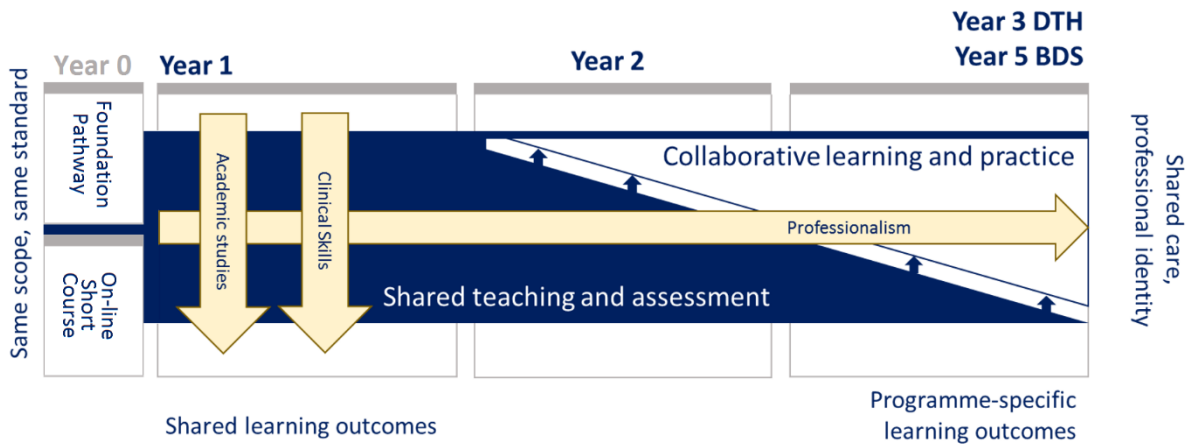 Year 0
Year 1
Year 2
Year 3 DTH
Year 5 BDS
Same scope, same standard
Foundation
Pathway
On-line
Short
Course
Academic studies
Clinical Skills
Collaborative learning and practice
Professionalism
Shared teaching and assessment
Shared care,
professional identity
Shared learning outcomes
Programme-specific
learning outcomes